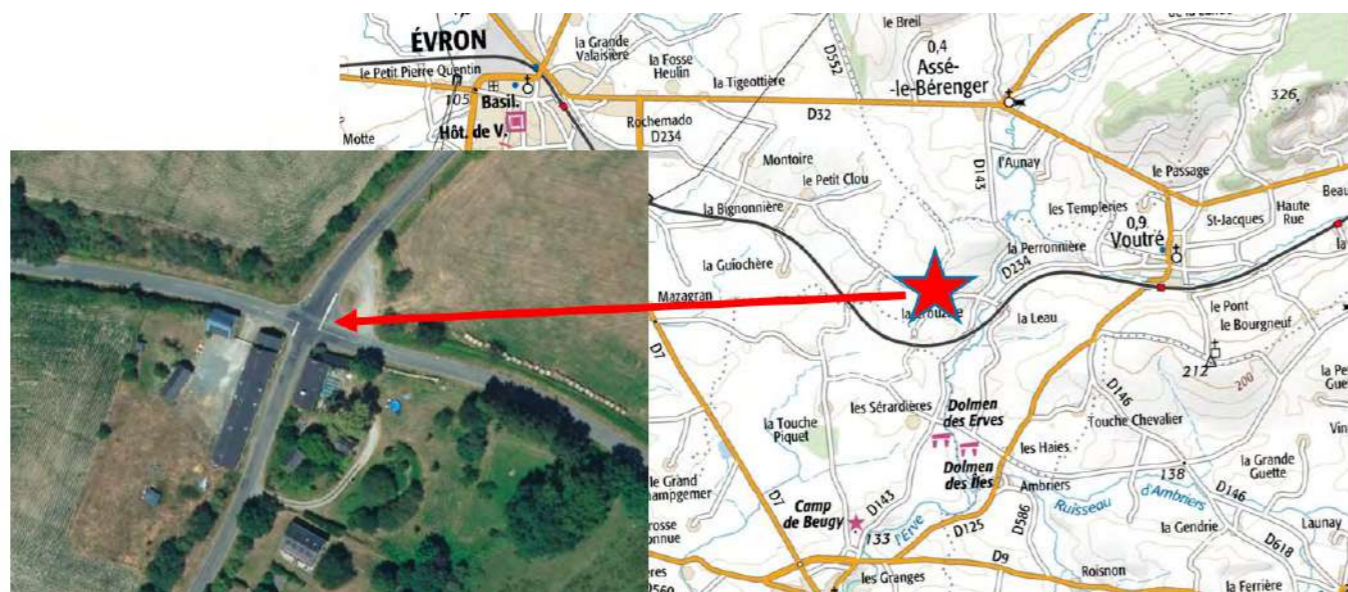 ÉVRON
la Grande
Valaisière
le Petit Pierre Quentin
105
Basil.
Hôt. de V.
Motte
la Fosse
Heulin
la Tigeottière
Rochemado
D234
D32
D552
le Breil
0,4
Assé-
-le-Bérenger
326
Montoire
le Petit Clou
D143
l'Aunay
le Passage
la Bignonnière
les Templeries
0,9
Voutré
St-Jacques
Haute
Rue
Beau
la Guiochère
la Perronnière
D234
Mazagran
la Leau
le Pont
le Bourgneuf
D7
212
200
D146
la Touche
Piquet
les Sérardières
Dolmen
des Erves
Touche Chevalier
les Haies
Dolmen
des Îles
la Grande
Guette
138
Ambriers
Ruisseau
d'Ambriers
D146
le Grand
D7
Camp
de Beugy
D143
133
l'Erve
D125
D586
la Gendrie
D618
Launay
D9
Roisnon
les Granges
la Ferrière
D560